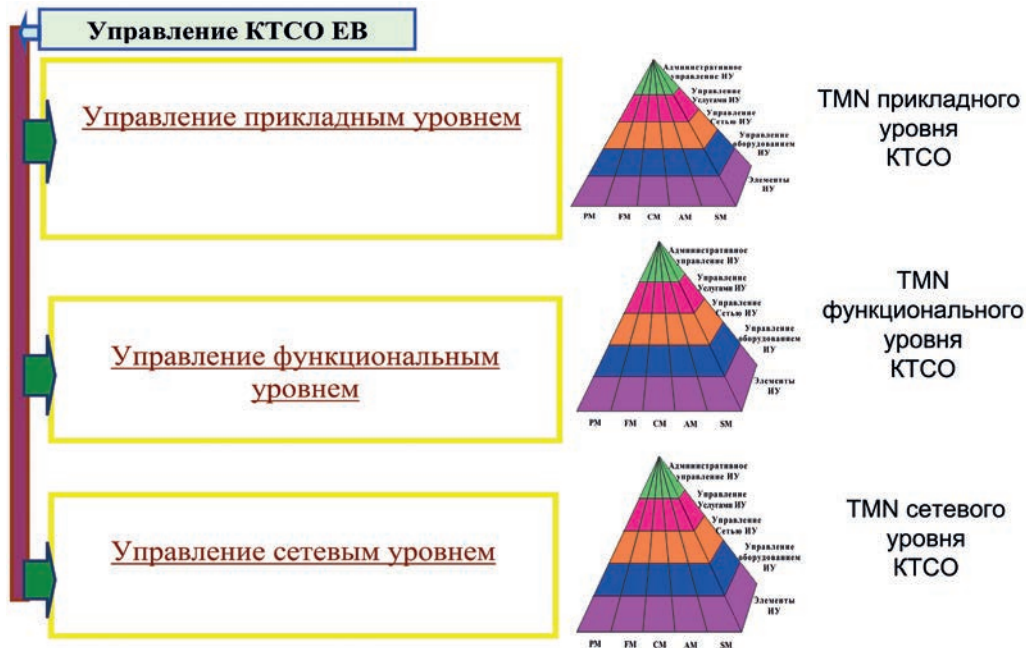 Управление КТСО ЕВ
Управление прикладным уровнем
Административное
управление ИУ
Управление
Услугами ИУ
Управление
Сетью ИУ
Управление
оборудованием
ИУ
Элементы
ИУ
PM FM CM AM SM
TMN прикладного
уровня
КТСО
Управление функциональным
уровнем
Административное
управление ИУ
Управление
Услугами ИУ
Управление
Сетью ИУ
Управление
оборудованием
ИУ
Элементы
ИУ
PM FM CM AM SM
TMN
функционального
уровня
КТСО
Управление сетевым уровнем
Административное
управление ИУ
Управление
Услугами ИУ
Управление
Сетью ИУ
Управление
оборудованием
ИУ
Элементы
ИУ
PM FM CM AM SM
TMN сетевого
уровня
КТСО